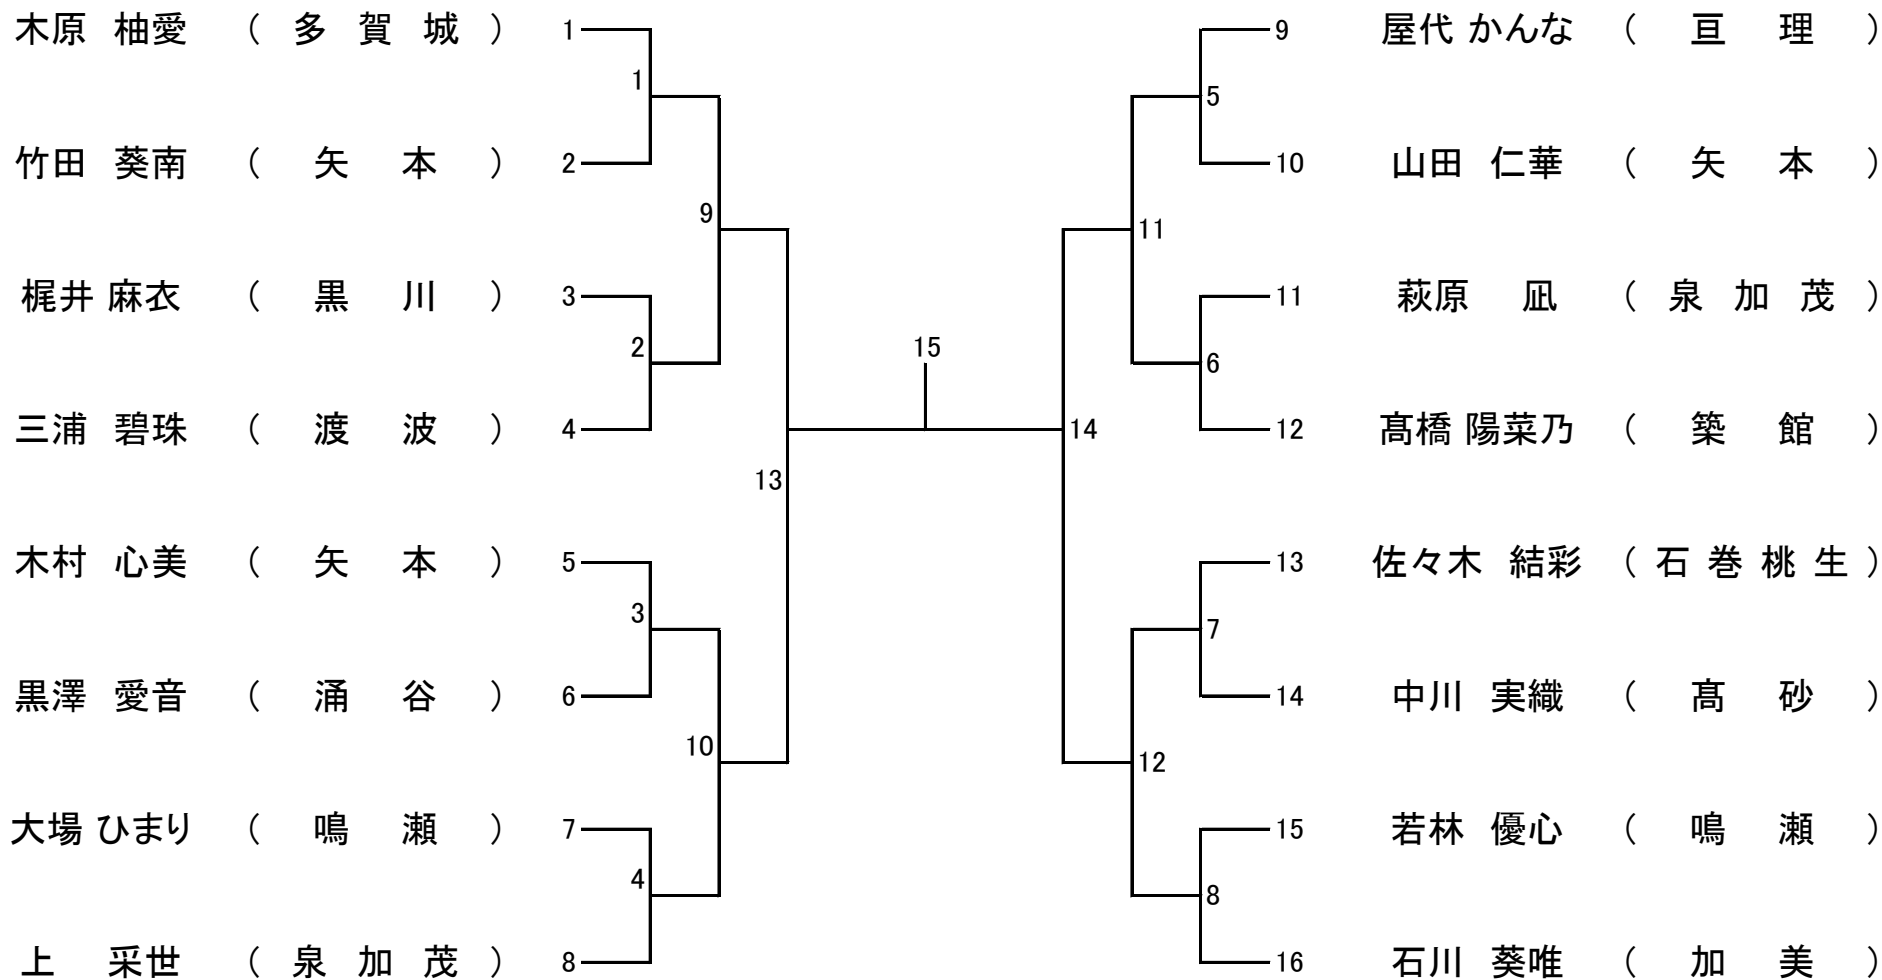 木原 柚愛 ( 多 賀 城 ) 1
竹田 葵南 ( 矢 本 ) 2
梶井 麻衣 ( 黒 川 ) 3
三浦 碧珠 ( 渡 波 ) 4
木村 心美 ( 矢 本 ) 5
黒澤 愛音 ( 涌 谷 ) 6
大場 ひまり ( 鳴 瀬 ) 7
上 采世 ( 泉 加 茂 ) 8
1
2
3
4
9
10
13
15
14
11
12
5
6
7
8
9 屋代 かんな ( 亘 理 )
10 山田 仁華 ( 矢 本 )
11 萩原 凪 ( 泉 加 茂 )
12 髙橋 陽菜乃 ( 築 館 )
13 佐々木 結彩 ( 石 巻 桃 生 )
14 中川 実織 ( 髙 砂 )
15 若林 優心 ( 鳴 瀬 )
16 石川 葵唯 ( 加 美 )